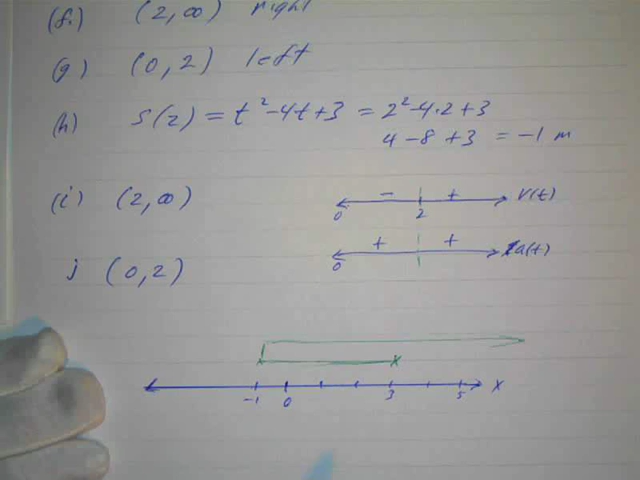 (f.) (2, ∞) right
(g) (0, 2) left
(h) S(2) = t²-4t+3 = 2²-4·2+3
4 - 8 + 3 = -1 m
(i) (2, ∞)
- + V(t)
0 2
j (0, 2)
+ + a(t)
0
-1 0 3 5 X